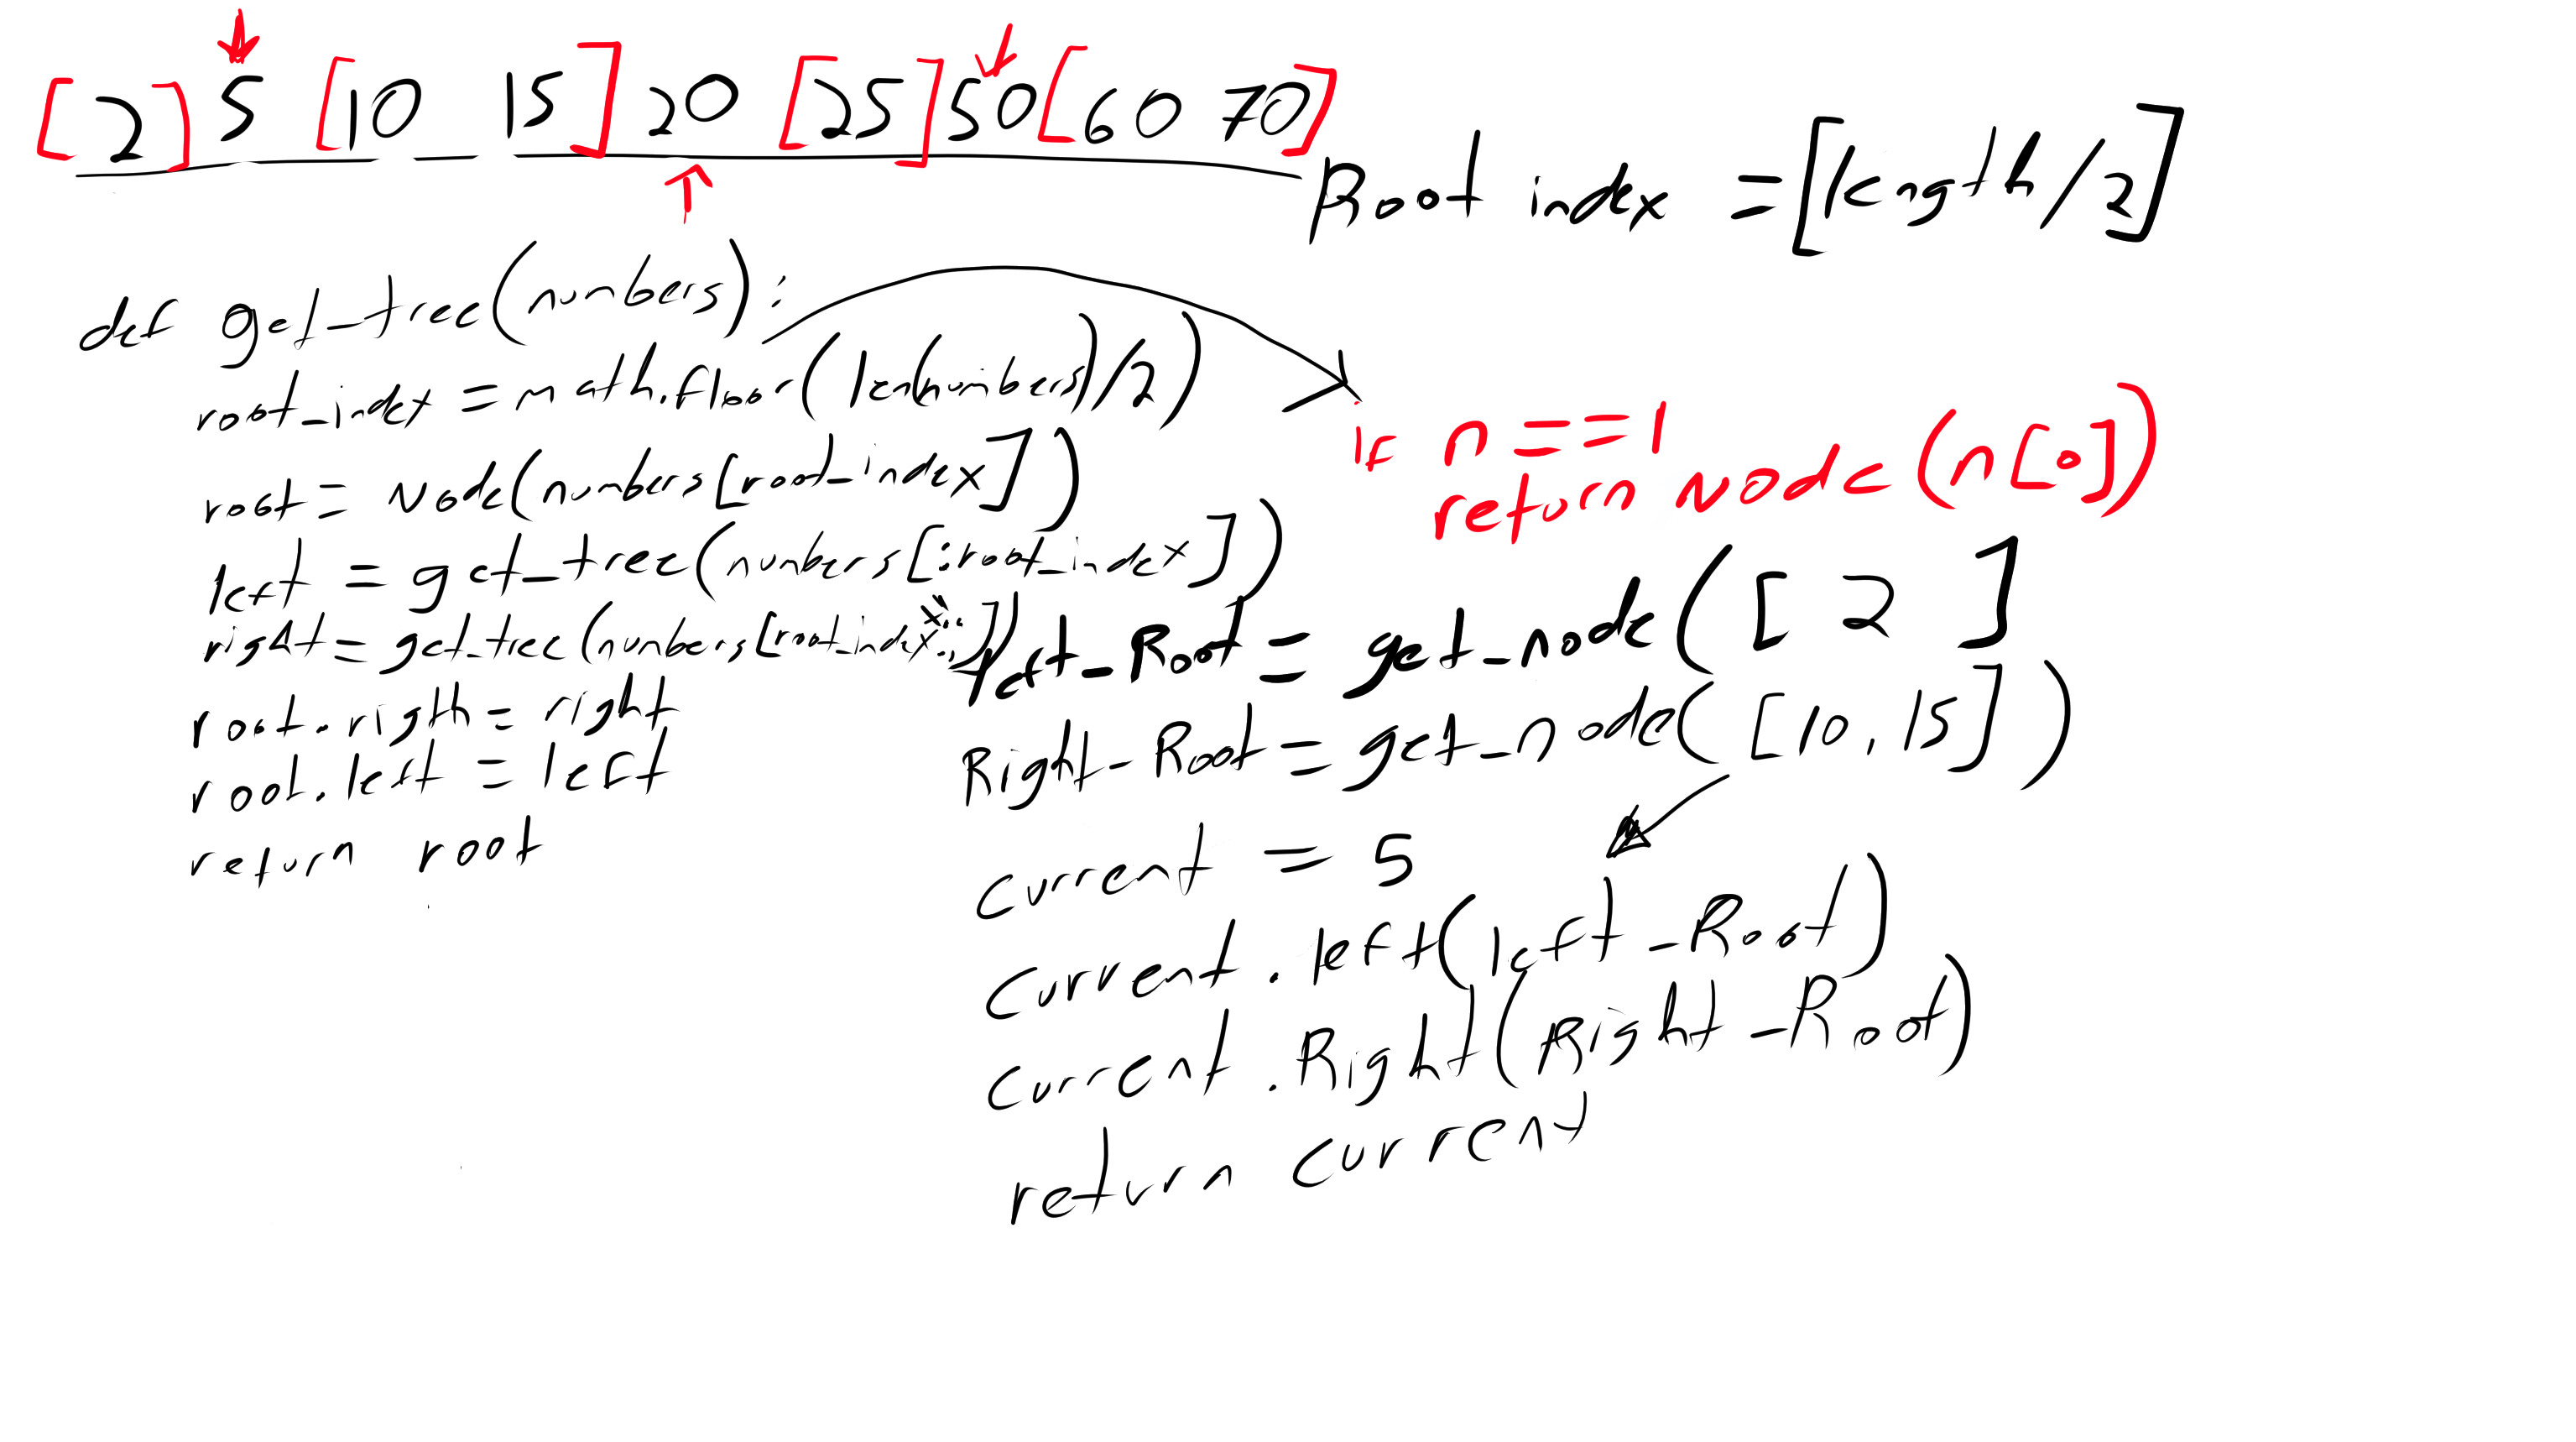 [2] 5 [10 15] 20 [25] 50 [60 70]
Root index = [length/2]
def get_tree(numbers):
root_index = math.floor(len(numbers)/2)
root = Node(numbers[root_index])
left = get_tree(numbers[:root_index])
right = get_tree(numbers[root_index:])
root.rigth = right
root.left = left
return root
if n == 1
return Node(n[0])
left-Root = get_node([2]
Right-Root = get_node([10, 15])
current = 5
current.left(left-Root)
current.Right(Right-Root)
return current